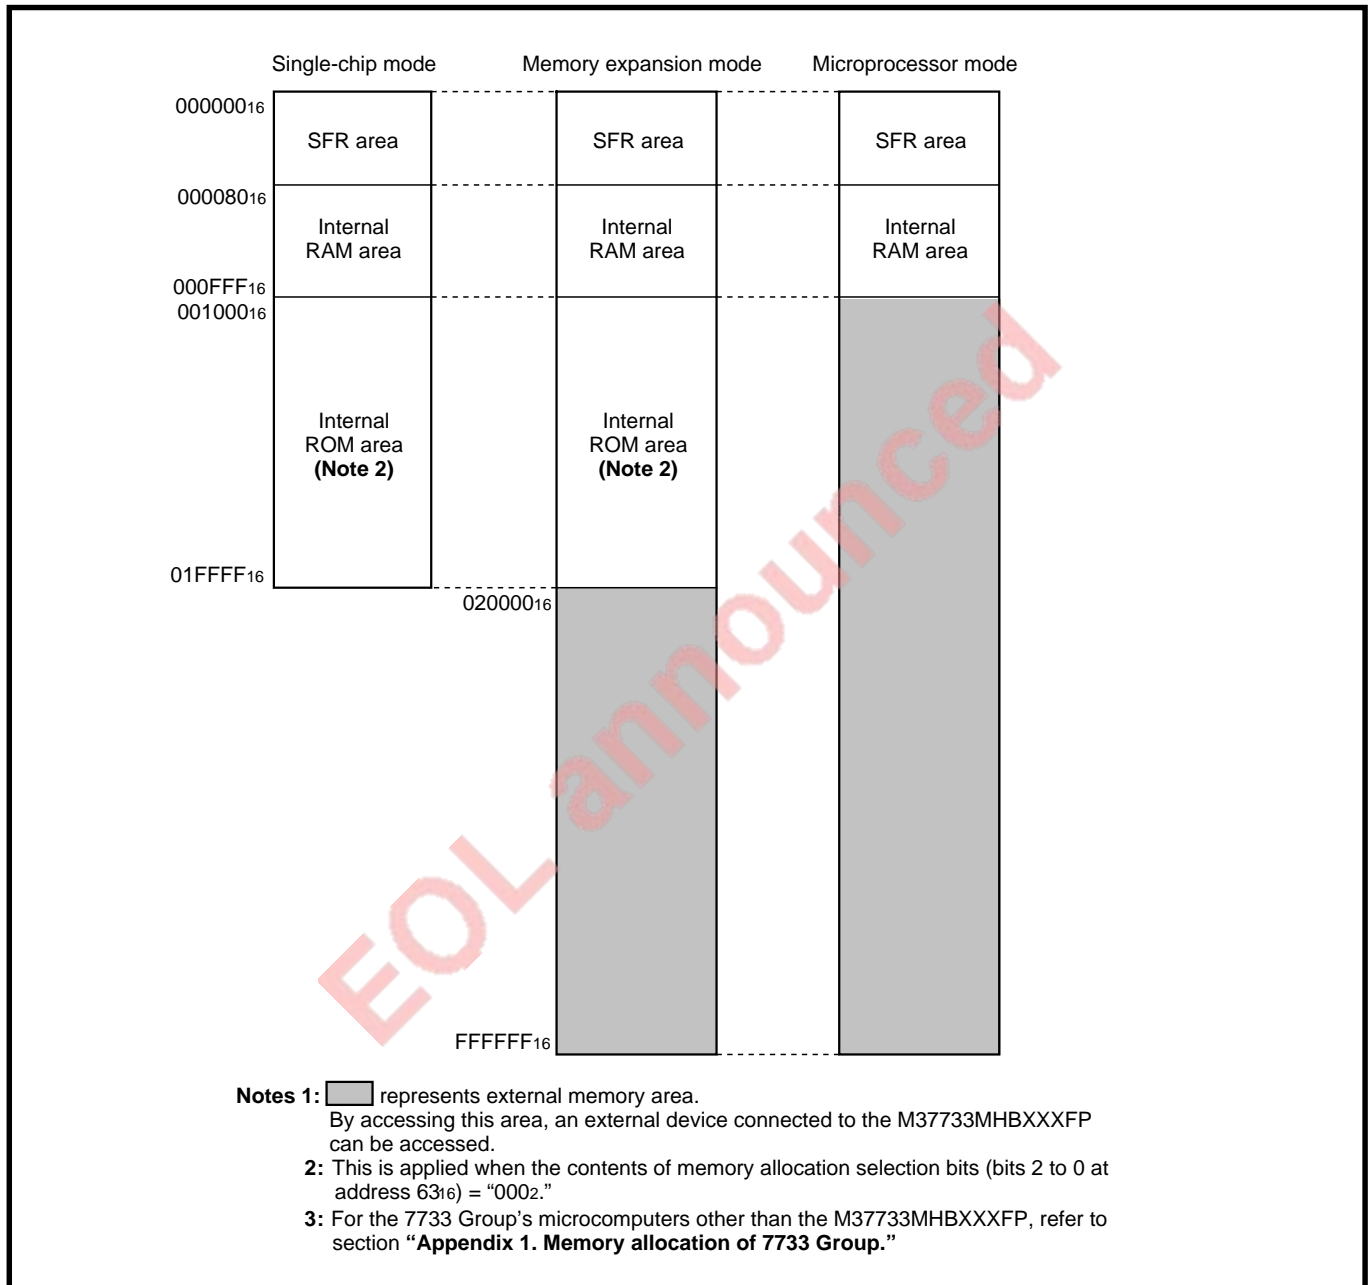 Single-chip mode Memory expansion mode Microprocessor mode
000000₁₆
SFR area SFR area SFR area
000080₁₆
Internal Internal Internal
RAM area RAM area RAM area
000FFF₁₆
001000₁₆
Internal Internal
ROM area ROM area
(Note 2) (Note 2)
01FFFF₁₆
020000₁₆
EOL announced
FFFFFF₁₆
Notes 1: represents external memory area.
By accessing this area, an external device connected to the M37733MHBXXXFP
can be accessed.
2: This is applied when the contents of memory allocation selection bits (bits 2 to 0 at
address 63₁₆) = “000₂.”
3: For the 7733 Group’s microcomputers other than the M37733MHBXXXFP, refer to
section “Appendix 1. Memory allocation of 7733 Group.”